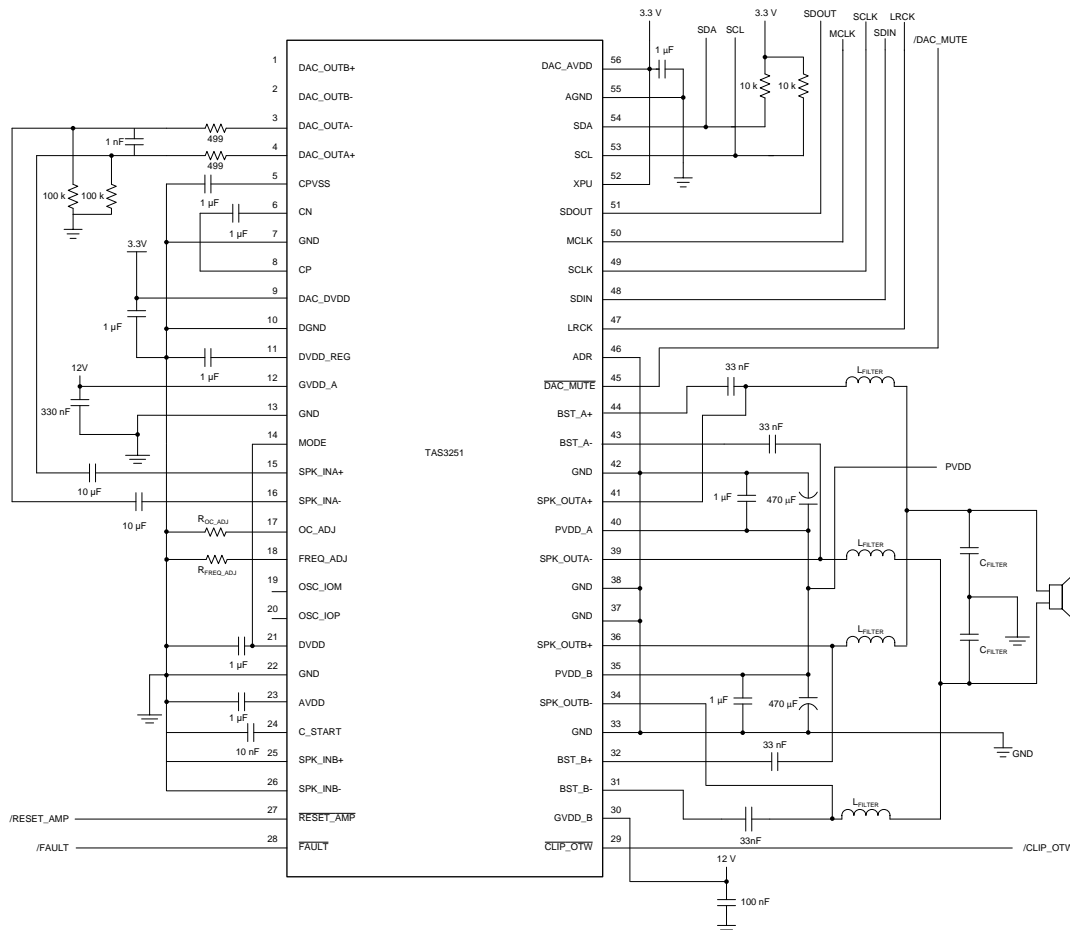 3.3 V
SDA
SCL
3.3 V
SDOUT
MCLK
SCLK
SDIN
LRCK
/DAC_MUTE
1 µF
10 k
10 k
1 nF
499
499
100 k
100 k
1 µF
1 µF
3.3V
1 µF
1 µF
12V
330 nF
10 µF
10 µF
R_OC_ADJ
R_FREQ_ADJ
1 µF
1 µF
10 nF
/RESET_AMP
/FAULT
TAS3251
1 DAC_OUTB+
2 DAC_OUTB-
3 DAC_OUTA-
4 DAC_OUTA+
5 CPVSS
6 CN
7 GND
8 CP
9 DAC_DVDD
10 DGND
11 DVDD_REG
12 GVDD_A
13 GND
14 MODE
15 SPK_INA+
16 SPK_INA-
17 OC_ADJ
18 FREQ_ADJ
19 OSC_IOM
20 OSC_IOP
21 DVDD
22 GND
23 AVDD
24 C_START
25 SPK_INB+
26 SPK_INB-
27 RESET_AMP
28 FAULT
DAC_AVDD 56
AGND 55
SDA 54
SCL 53
XPU 52
SDOUT 51
MCLK 50
SCLK 49
SDIN 48
LRCK 47
ADR 46
DAC_MUTE 45
BST_A+ 44
BST_A- 43
GND 42
SPK_OUTA+ 41
PVDD_A 40
SPK_OUTA- 39
GND 38
GND 37
SPK_OUTB+ 36
PVDD_B 35
SPK_OUTB- 34
GND 33
BST_B+ 32
BST_B- 31
GVDD_B 30
CLIP_OTW 29
33 nF
L_FILTER
33 nF
PVDD
1 µF
470 µF
L_FILTER
C_FILTER
L_FILTER
C_FILTER
1 µF
470 µF
33 nF
GND
L_FILTER
33nF
/CLIP_OTW
12 V
100 nF